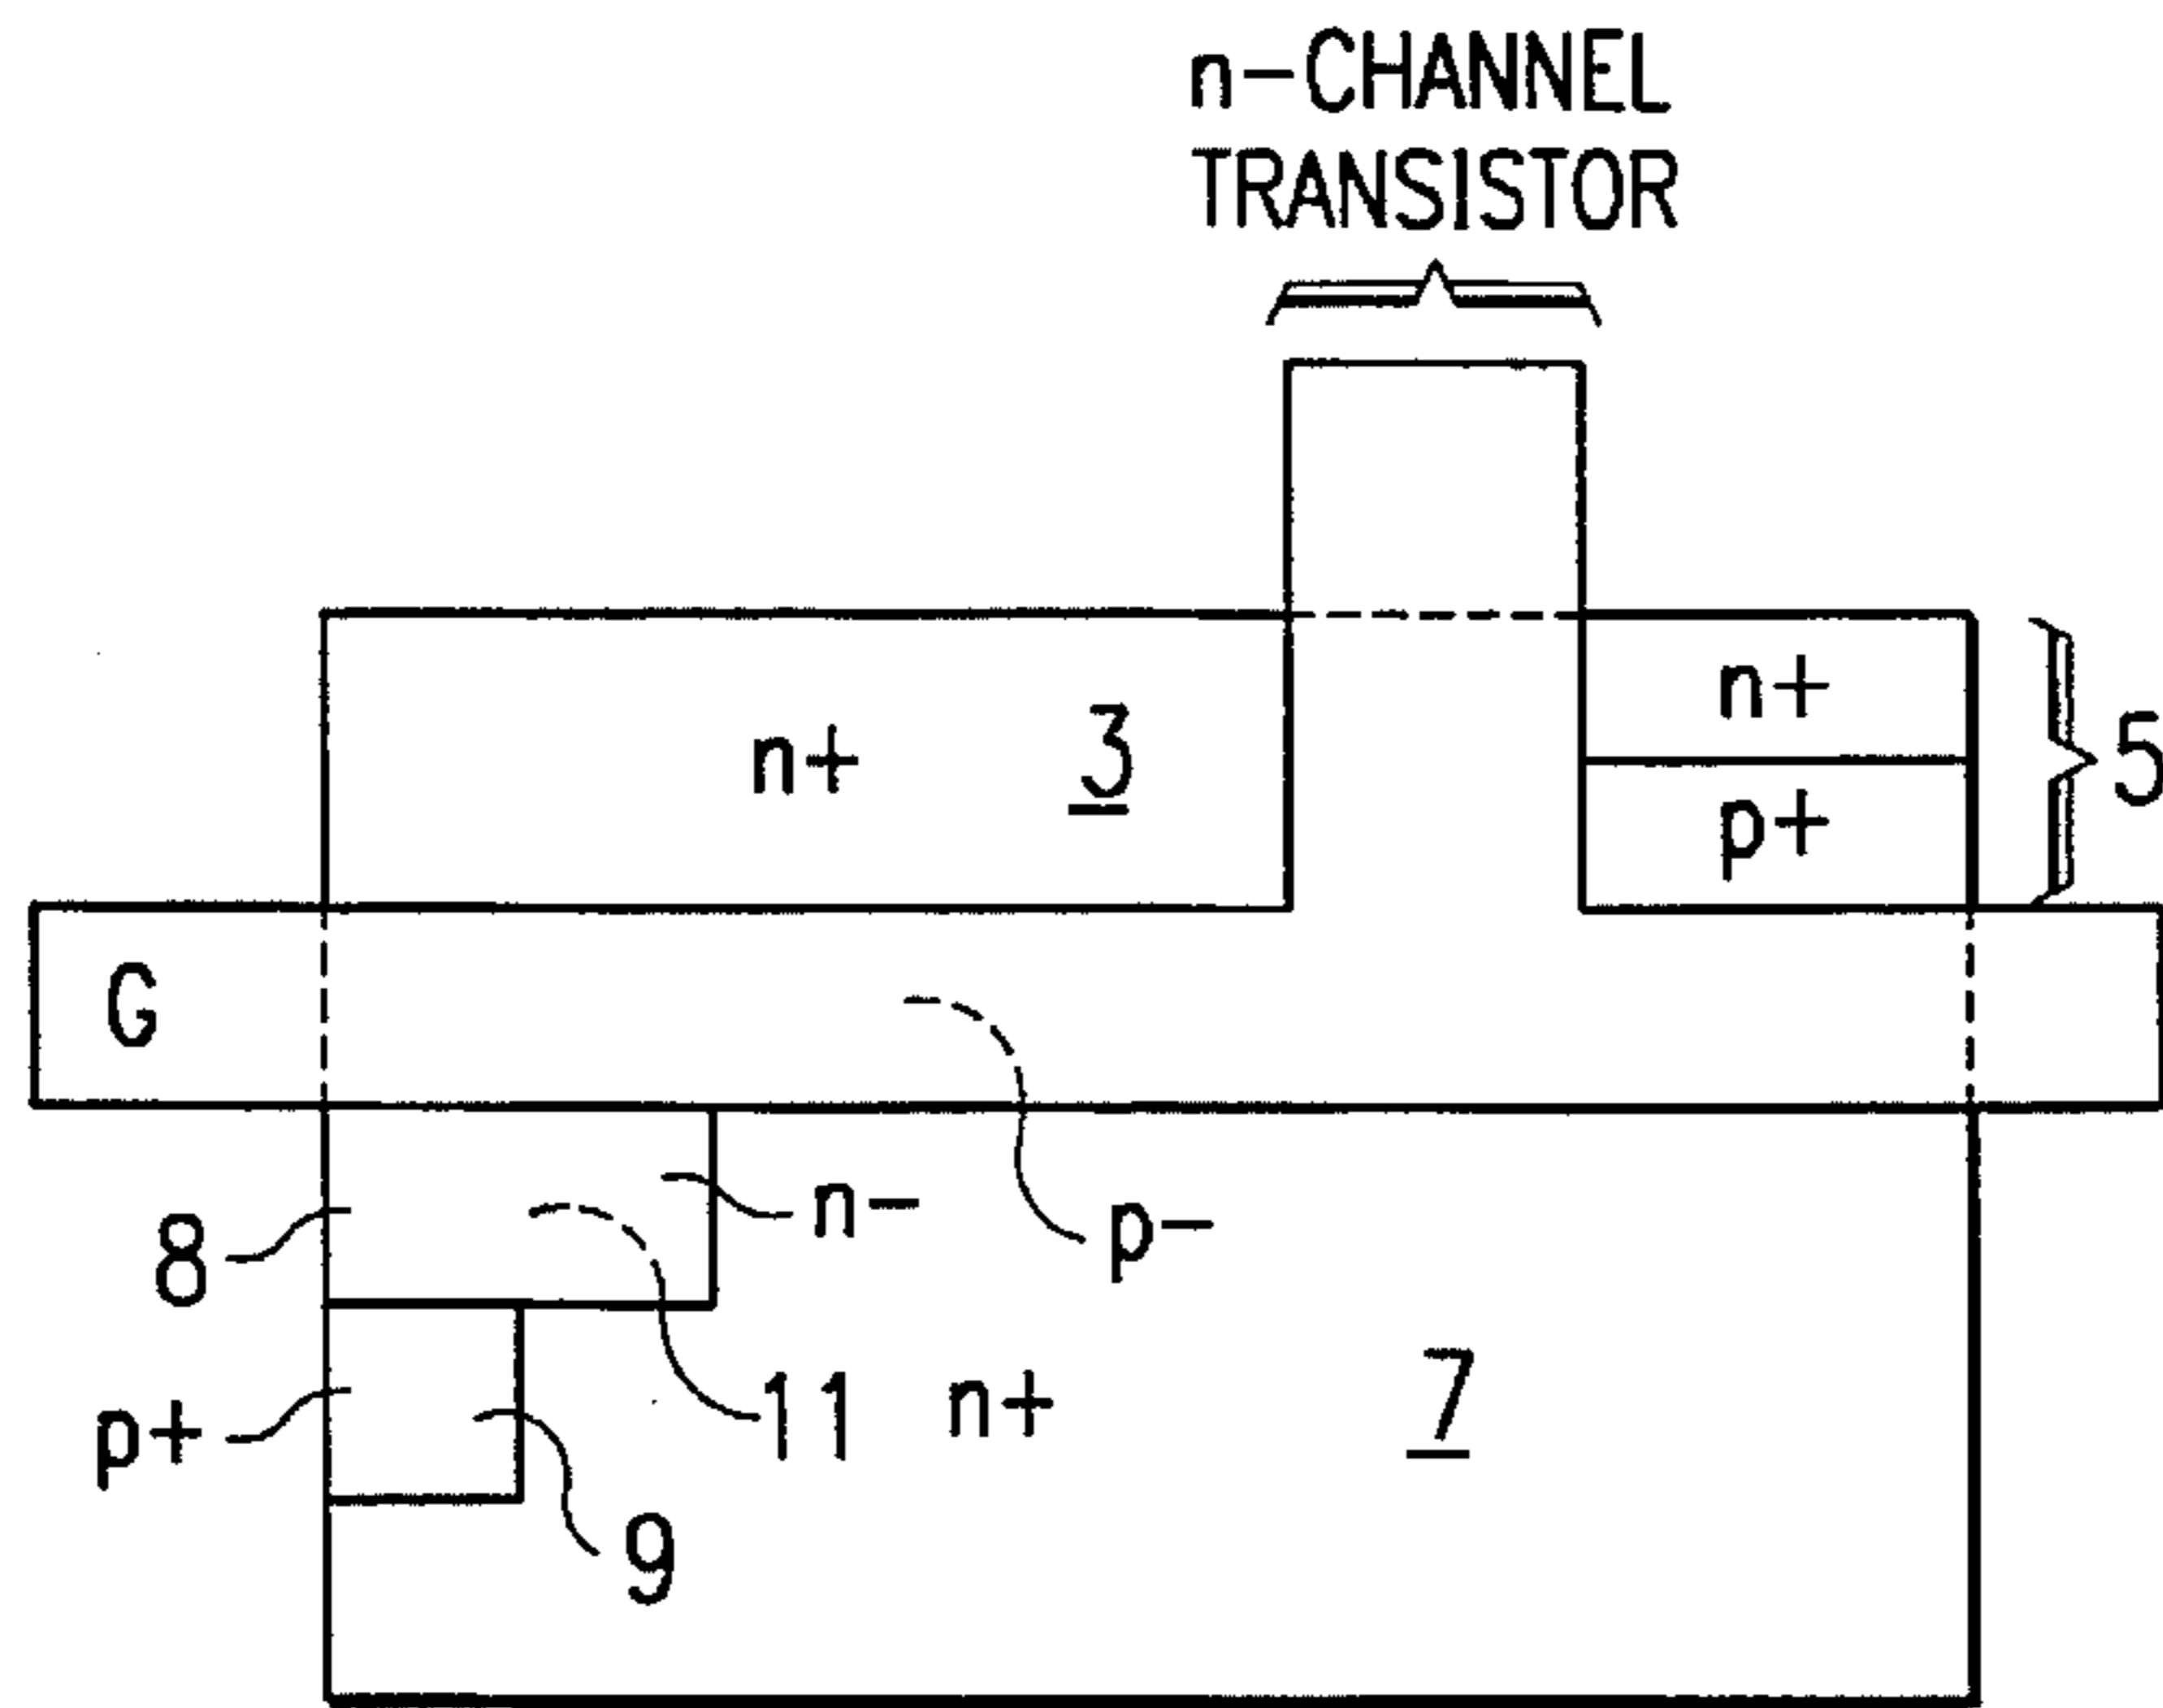 n-CHANNEL
TRANSISTOR
n+
n+ 3
5
p+
G
n-
8
p-
p+
11
n+
7
9